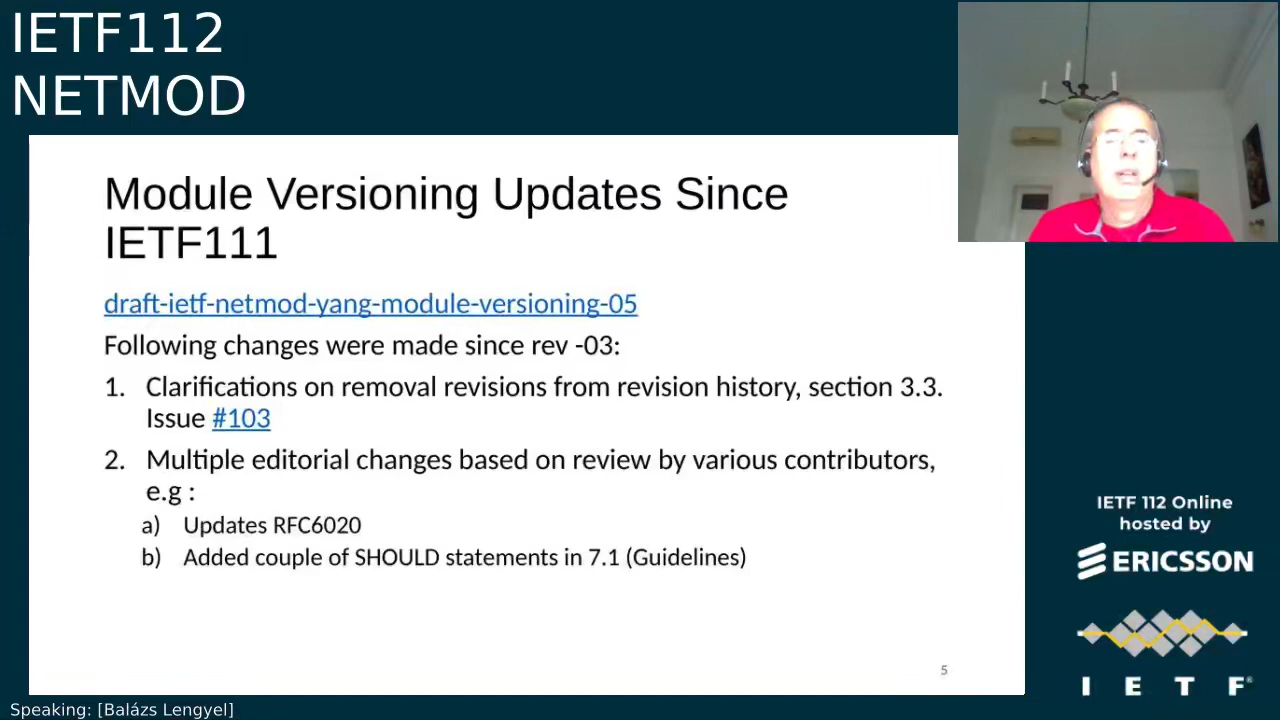 IETF112
NETMOD
Module Versioning Updates Since
IETF111
draft-ietf-netmod-yang-module-versioning-05
Following changes were made since rev -03:
1. Clarifications on removal revisions from revision history, section 3.3.
Issue #103
2. Multiple editorial changes based on review by various contributors,
e.g :
a) Updates RFC6020
b) Added couple of SHOULD statements in 7.1 (Guidelines)
5
IETF 112 Online
hosted by
ERICSSON
I E T F®
Speaking: [Balázs Lengyel]